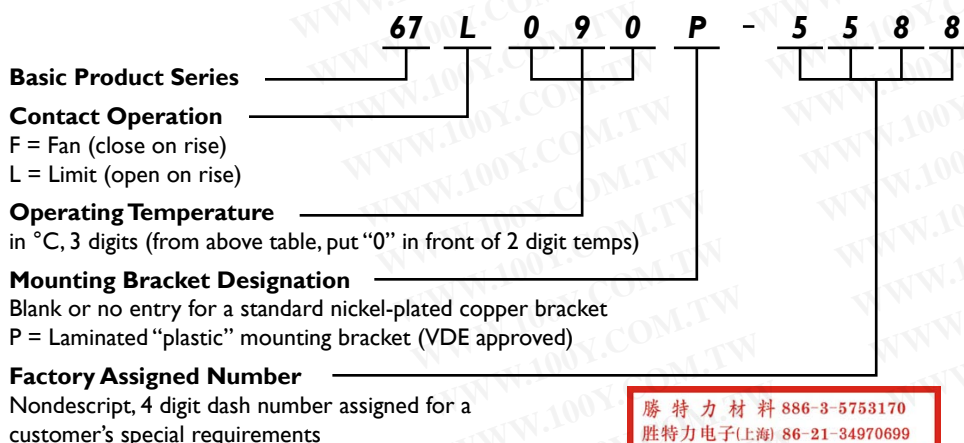 67 L 0 9 0 P - 5 5 8 8
Basic Product Series
Contact Operation
F = Fan (close on rise)
L = Limit (open on rise)
Operating Temperature
in °C, 3 digits (from above table, put “0” in front of 2 digit temps)
Mounting Bracket Designation
Blank or no entry for a standard nickel-plated copper bracket
P = Laminated “plastic” mounting bracket (VDE approved)
Factory Assigned Number
Nondescript, 4 digit dash number assigned for a
customer’s special requirements
勝 特 力 材 料 886-3-5753170
胜特力电子(上海) 86-21-34970699
WWW.100Y.COM.TW